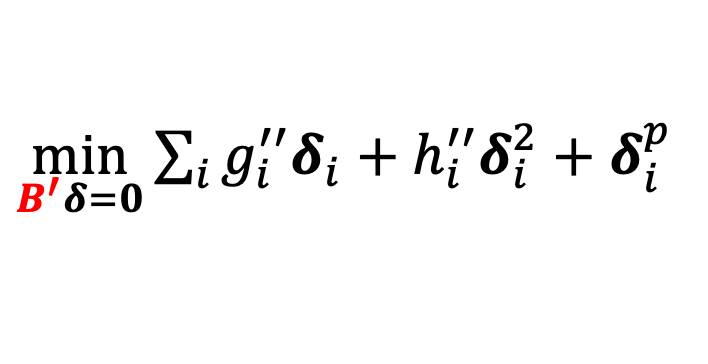 min ∑ᵢ gᵢ′′𝜹ᵢ + hᵢ′′𝜹ᵢ² + 𝜹ᵢᵖ
B′𝜹=0